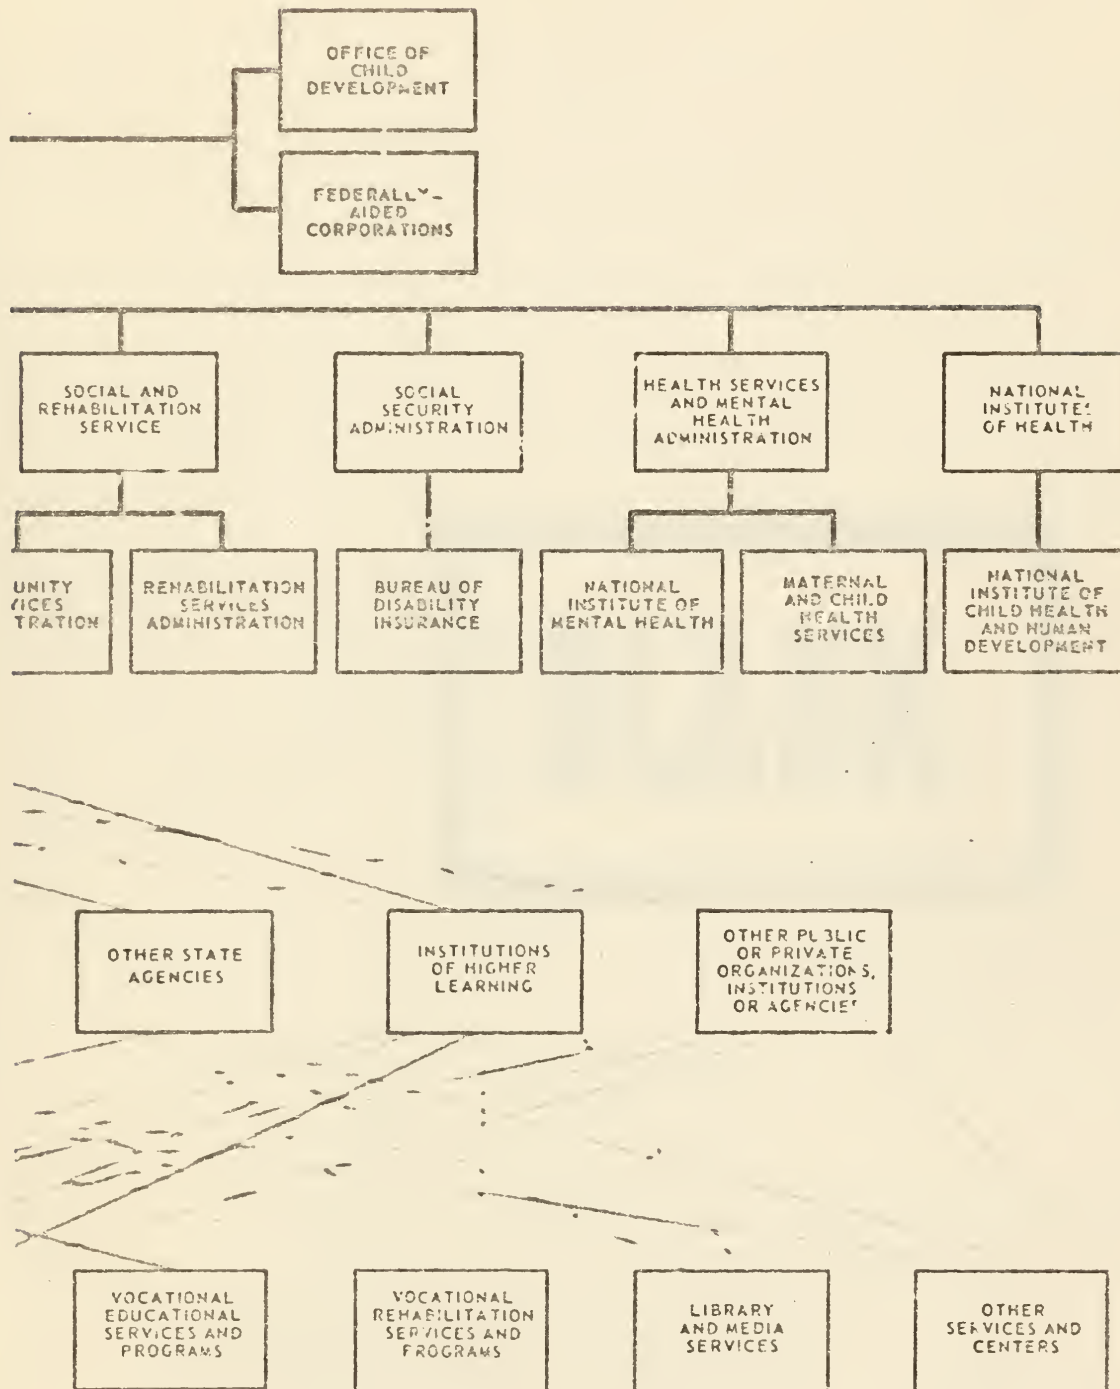 OFFICE OF
CHILD
DEVELOPMENT
FEDERALLY-
AIDED
CORPORATIONS
SOCIAL AND
REHABILITATION
SERVICE
SOCIAL
SECURITY
ADMINISTRATION
HEALTH SERVICES
AND MENTAL
HEALTH
ADMINISTRATION
NATIONAL
INSTITUTES
OF HEALTH
UNITY
VICES
TRATION
REHABILITATION
SERVICES
ADMINISTRATION
BUREAU OF
DISABILITY
INSURANCE
NATIONAL
INSTITUTE OF
MENTAL HEALTH
MATERNAL
AND CHILD
HEALTH
SERVICES
NATIONAL
INSTITUTE OF
CHILD HEALTH
AND HUMAN
DEVELOPMENT
OTHER STATE
AGENCIES
INSTITUTIONS
OF HIGHER
LEARNING
OTHER PUBLIC
OR PRIVATE
ORGANIZATIONS,
INSTITUTIONS
OR AGENCIES
VOCATIONAL
EDUCATIONAL
SERVICES AND
PROGRAMS
VOCATIONAL
REHABILITATION
SERVICES AND
PROGRAMS
LIBRARY
AND MEDIA
SERVICES
OTHER
SERVICES AND
CENTERS